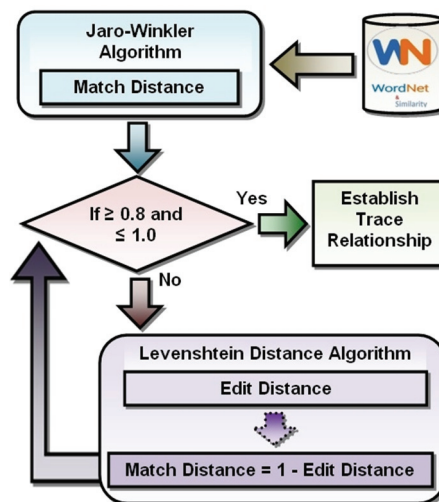 Jaro-Winkler
Algorithm
Match Distance
WN
WordNet
&
Similarity
If ≥ 0.8 and
≤ 1.0
Yes
Establish
Trace
Relationship
No
Levenshtein Distance Algorithm
Edit Distance
Match Distance = 1 - Edit Distance